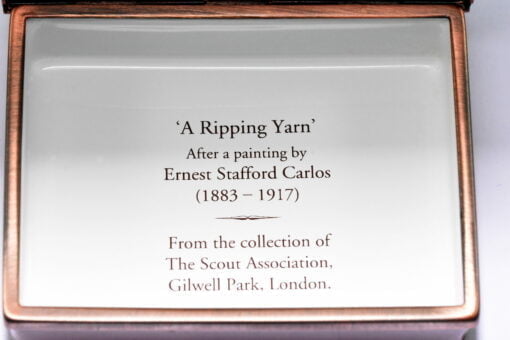 ‘A Ripping Yarn’
After a painting by
Ernest Stafford Carlos
(1883 – 1917)
From the collection of
The Scout Association,
Gilwell Park, London.